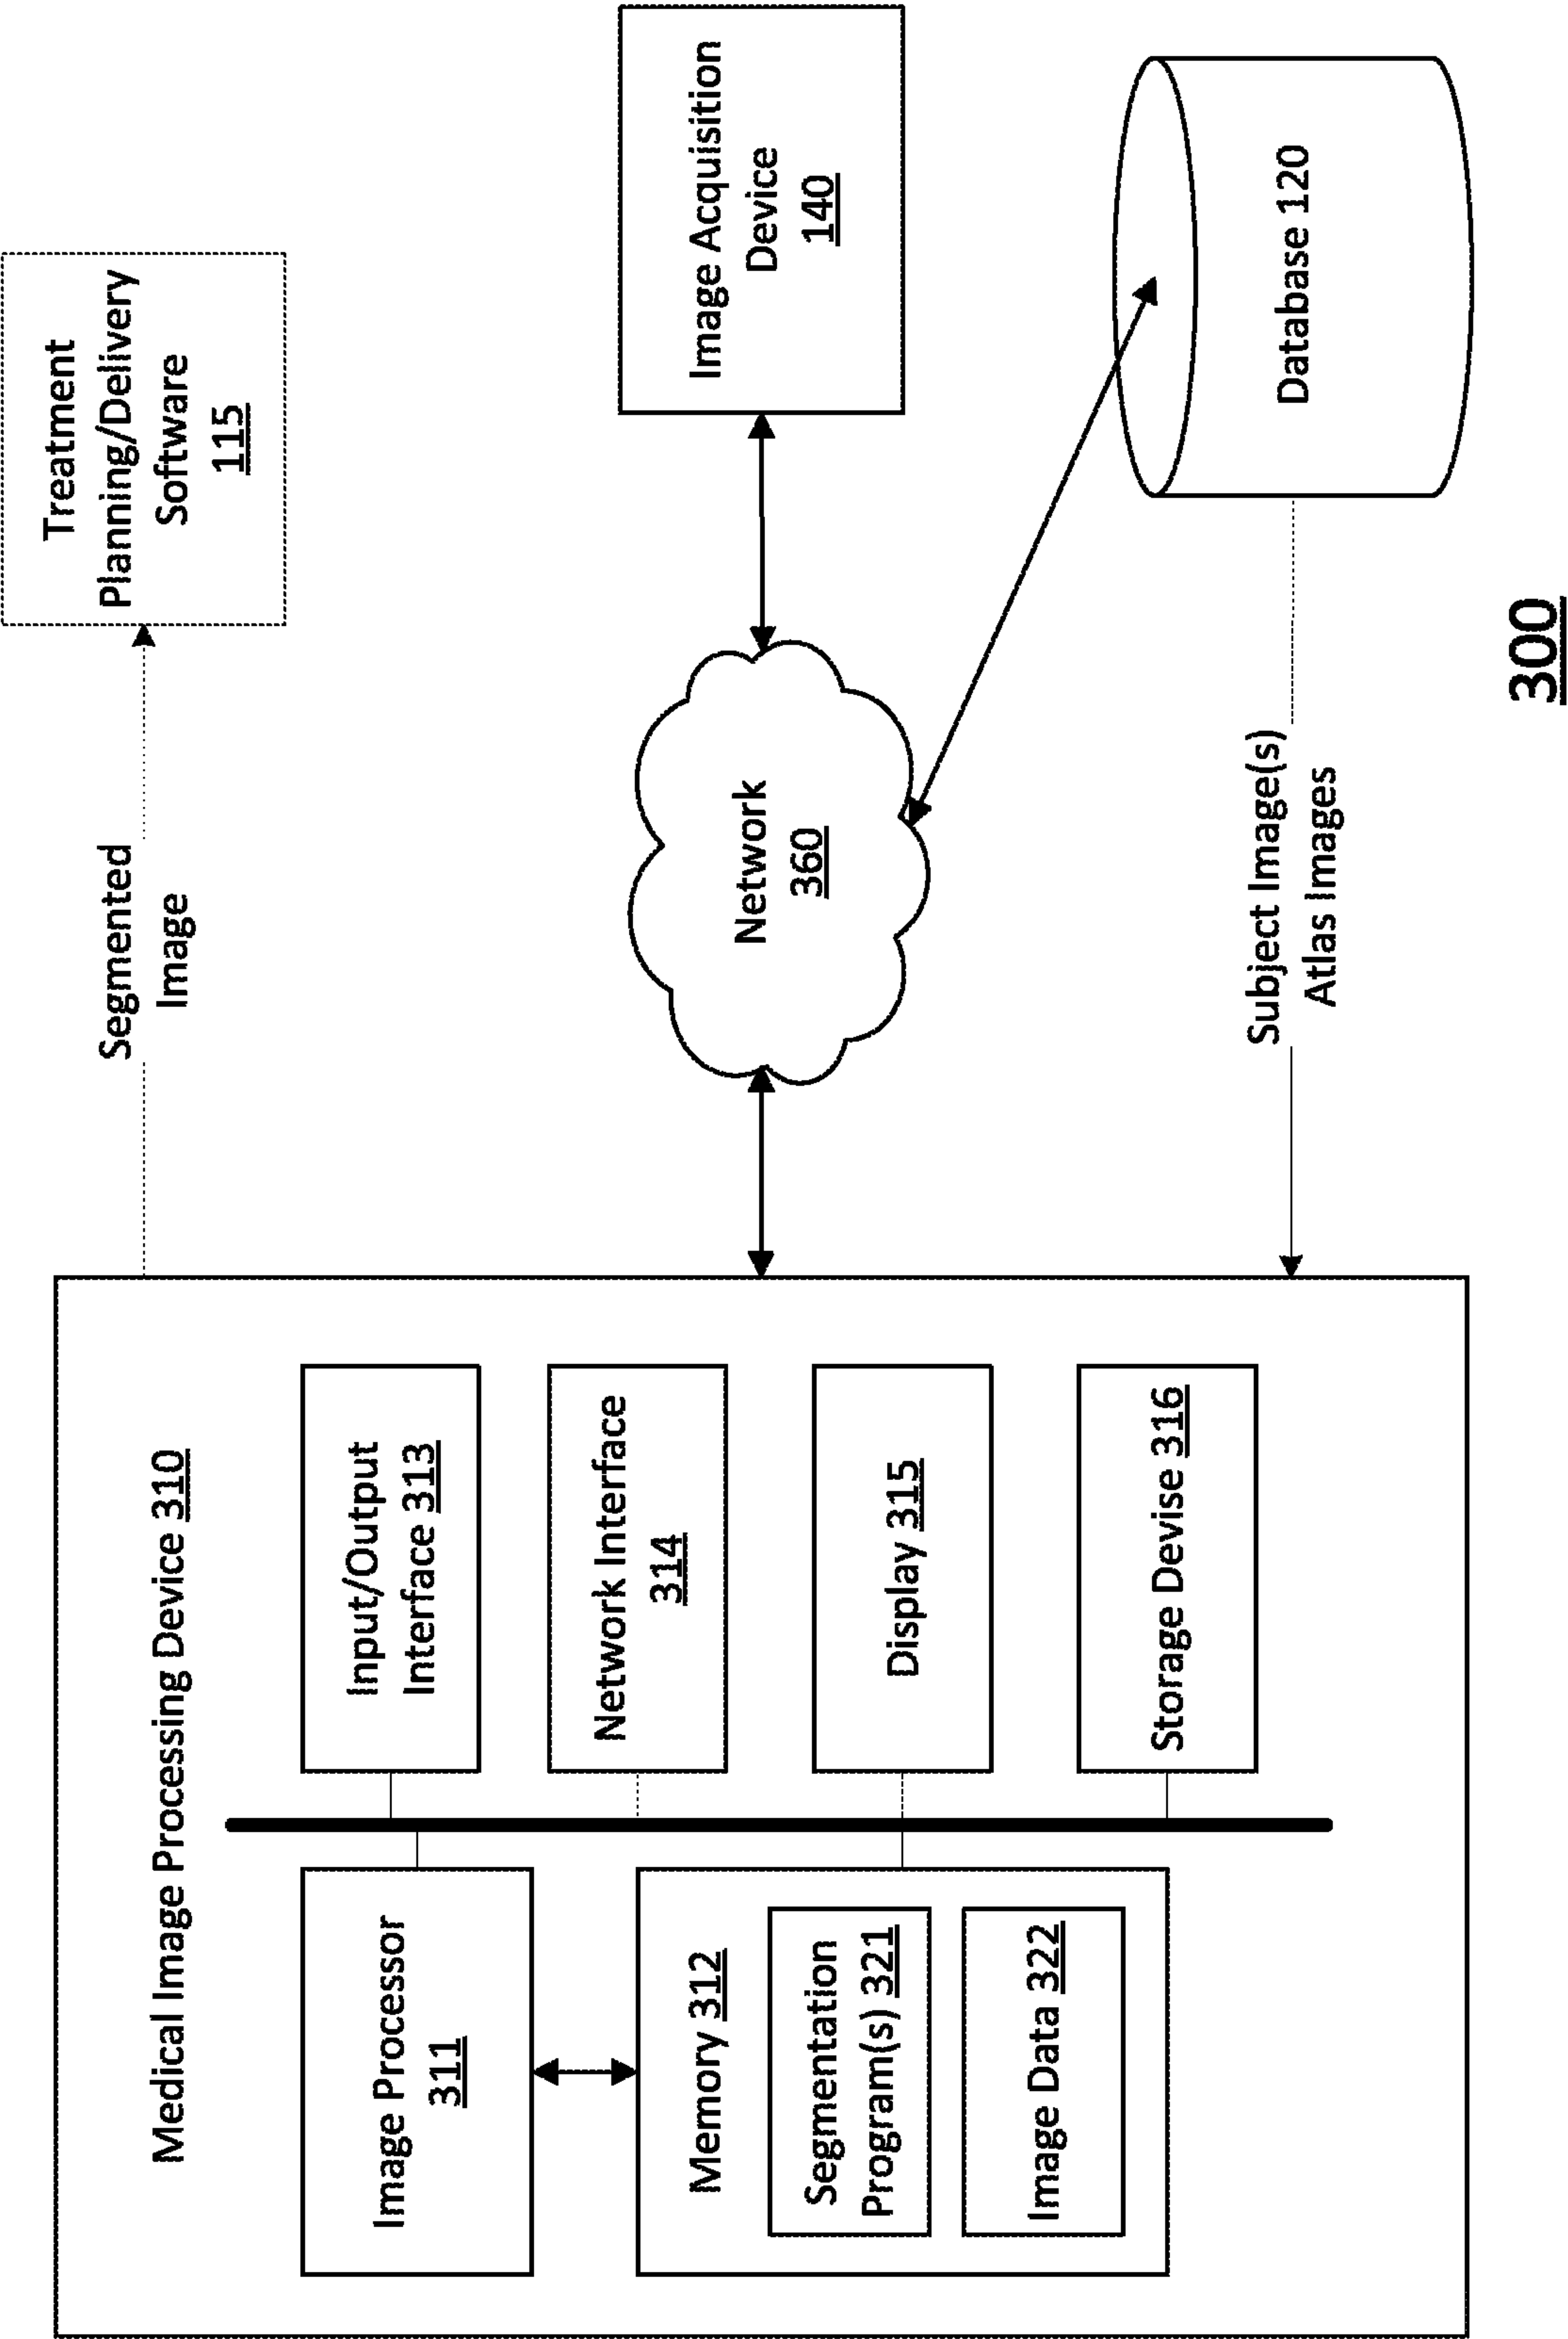 Medical Image Processing Device 310
Image Processor
311
Memory 312
Segmentation
Program(s) 321
Image Data 322
Input/Output
Interface 313
Network Interface
314
Display 315
Storage Devise 316
Segmented
Image
Treatment
Planning/Delivery
Software
115
Network
360
Image Acquisition
Device
140
Subject Image(s)
Atlas Images
Database 120
300